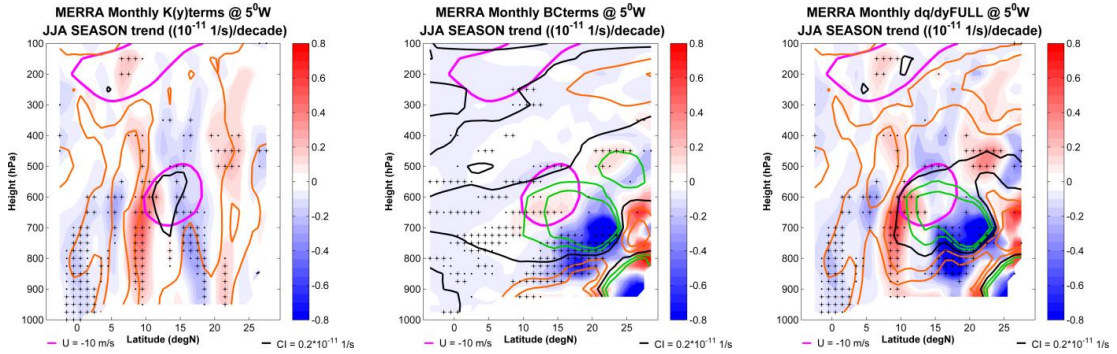 MERRA Monthly K(y)terms @ 5⁰W
JJA SEASON trend ((10⁻¹¹ 1/s)/decade)
Height (hPa)
100
200
300
400
500
600
700
800
900
1000
0 5 10 15 20 25
Latitude (degN)
U = -10 m/s
CI = 0.2*10⁻¹¹ 1/s
0.8
0.6
0.4
0.2
0
-0.2
-0.4
-0.6
-0.8
MERRA Monthly BCterms @ 5⁰W
JJA SEASON trend ((10⁻¹¹ 1/s)/decade)
Height (hPa)
100
200
300
400
500
600
700
800
900
1000
0 5 10 15 20 25
Latitude (degN)
U = -10 m/s
CI = 0.2*10⁻¹¹ 1/s
0.8
0.6
0.4
0.2
0
-0.2
-0.4
-0.6
-0.8
MERRA Monthly dq/dyFULL @ 5⁰W
JJA SEASON trend ((10⁻¹¹ 1/s)/decade)
Height (hPa)
100
200
300
400
500
600
700
800
900
1000
0 5 10 15 20 25
Latitude (degN)
U = -10 m/s
CI = 0.2*10⁻¹¹ 1/s
0.8
0.6
0.4
0.2
0
-0.2
-0.4
-0.6
-0.8